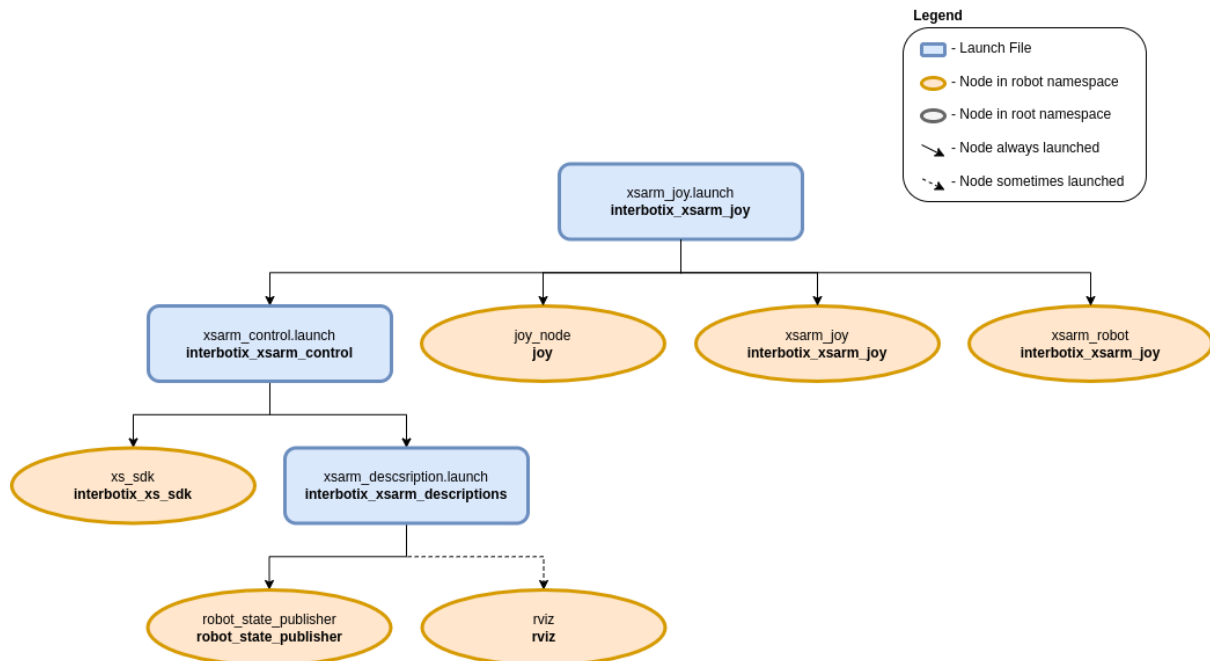 Legend
- Launch File
- Node in robot namespace
- Node in root namespace
- Node always launched
- Node sometimes launched
xsarm_joy.launch
interbotix_xsarm_joy
xsarm_control.launch
interbotix_xsarm_control
joy_node
joy
xsarm_joy
interbotix_xsarm_joy
xsarm_robot
interbotix_xsarm_joy
xs_sdk
interbotix_xs_sdk
xsarm_descsription.launch
interbotix_xsarm_descriptions
robot_state_publisher
robot_state_publisher
rviz
rviz